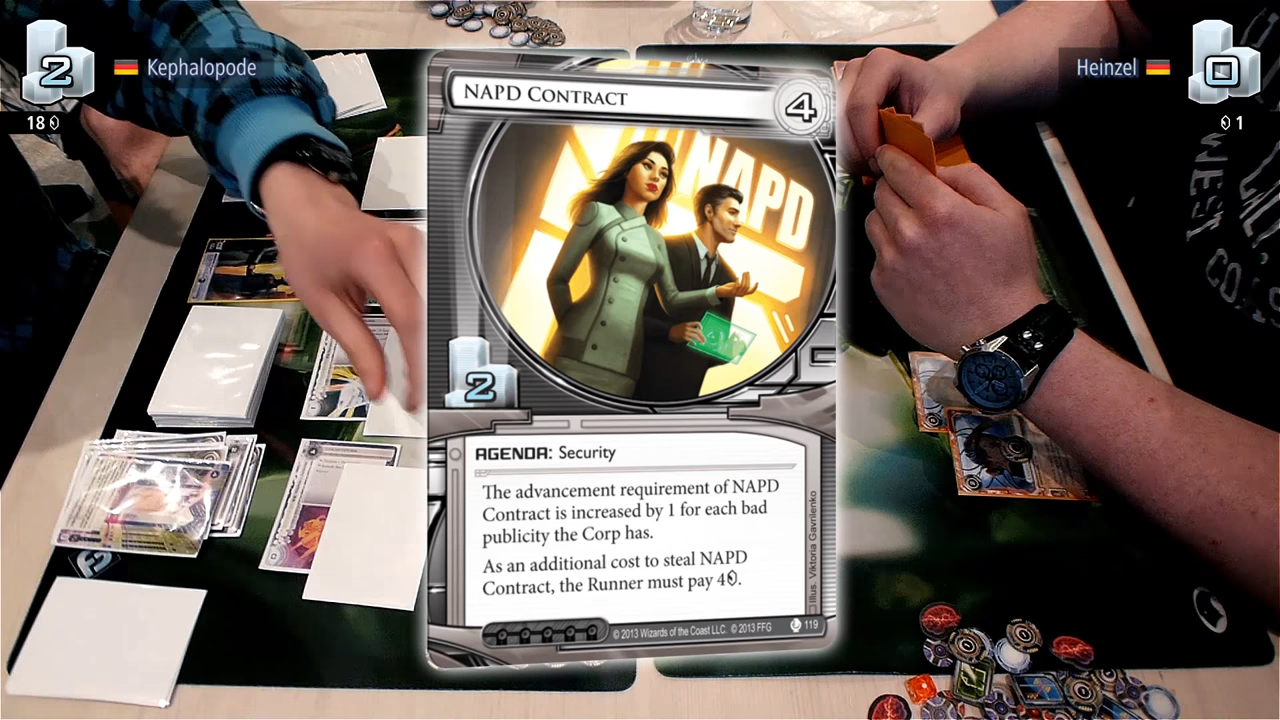 2
Kephalopode
18
Heinzel
0
1
NAPD CONTRACT
4
NAPD
2
AGENDA: Security
The advancement requirement of NAPD
Contract is increased by 1 for each bad
publicity the Corp has.
As an additional cost to steal NAPD
Contract, the Runner must pay 4
Illus. Viktoria Gavrilenko
© 2013 Wizards of the Coast LLC. © 2013 FFG
119
WEST CO